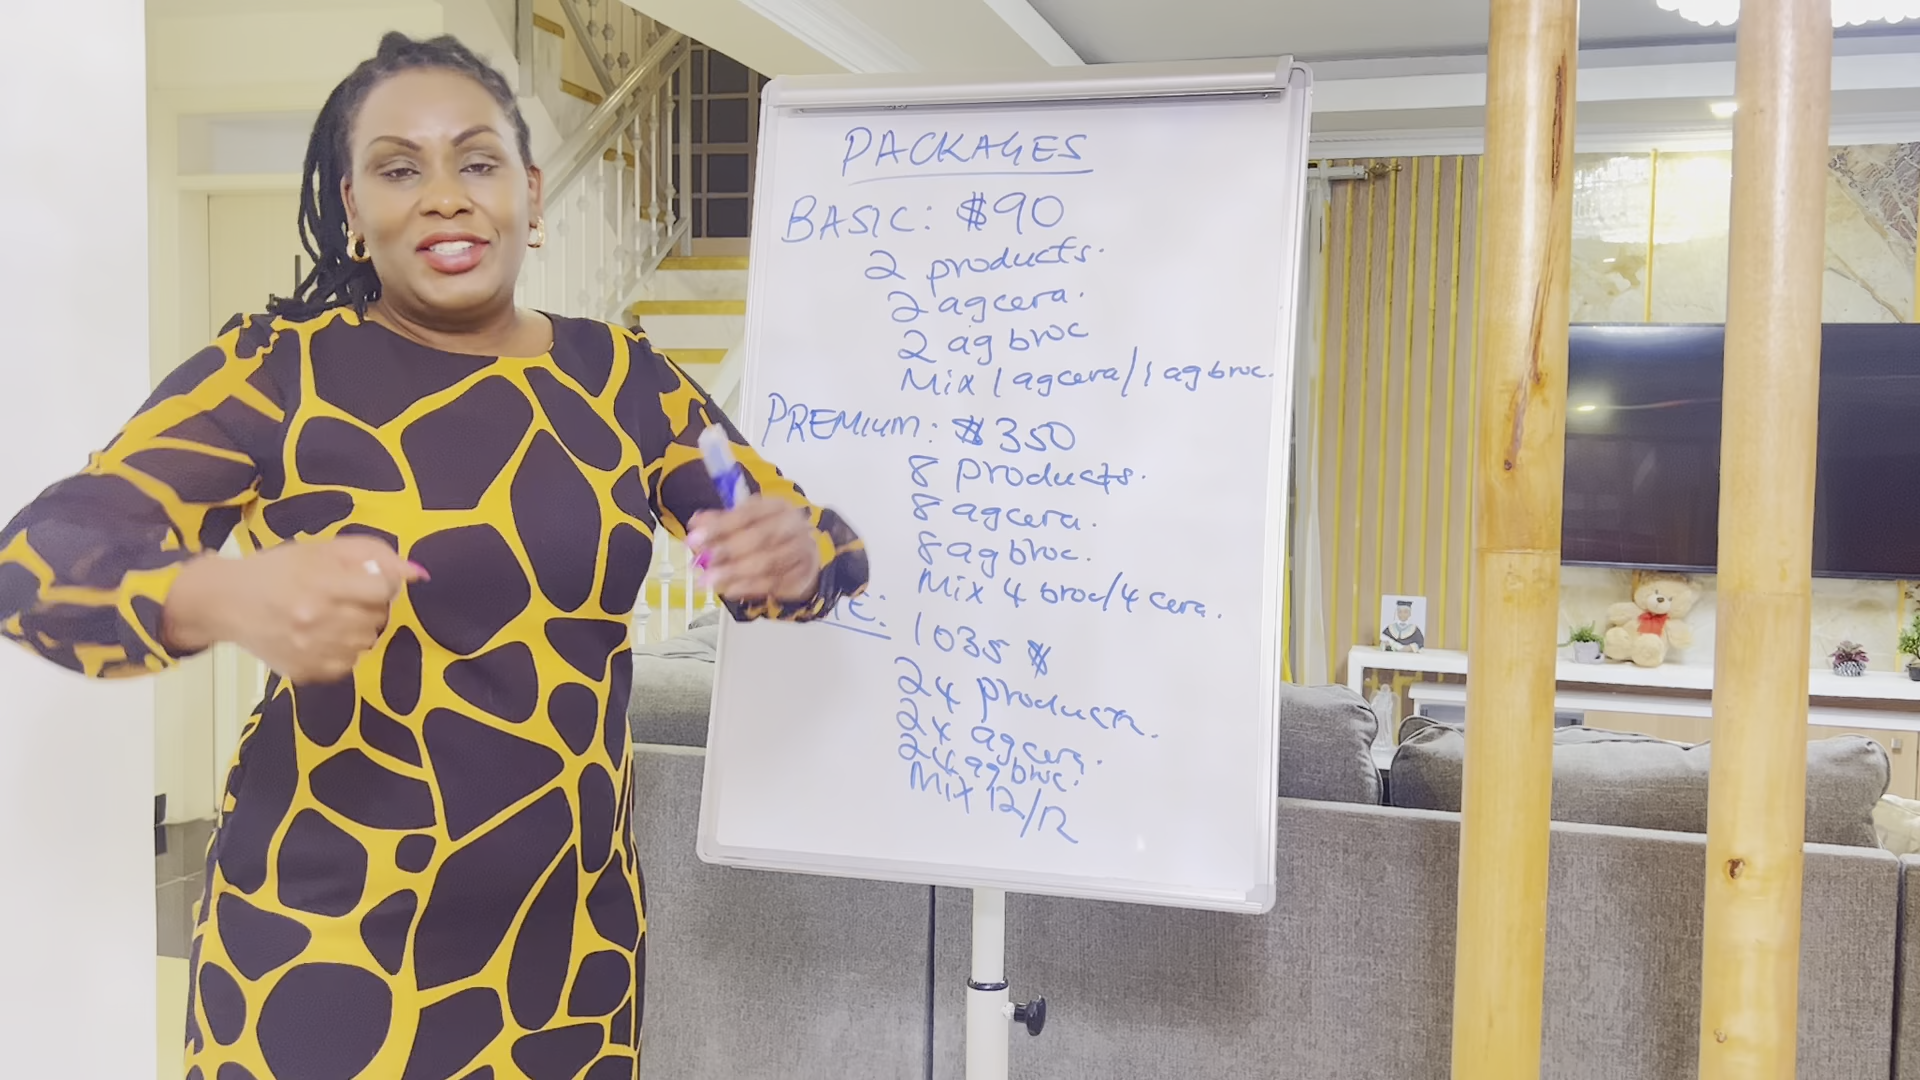 PACKAGES
BASIC: $90
2 products.
2 agcera.
2 ag broc
Mix 1 agcera/1 ag broc.
PREMIUM: $350
8 products.
8 agcera.
8 ag broc.
Mix 4 broc/4 cera.
1035 $
24 products.
24 agcera.
24 ag broc.
Mix 12/12